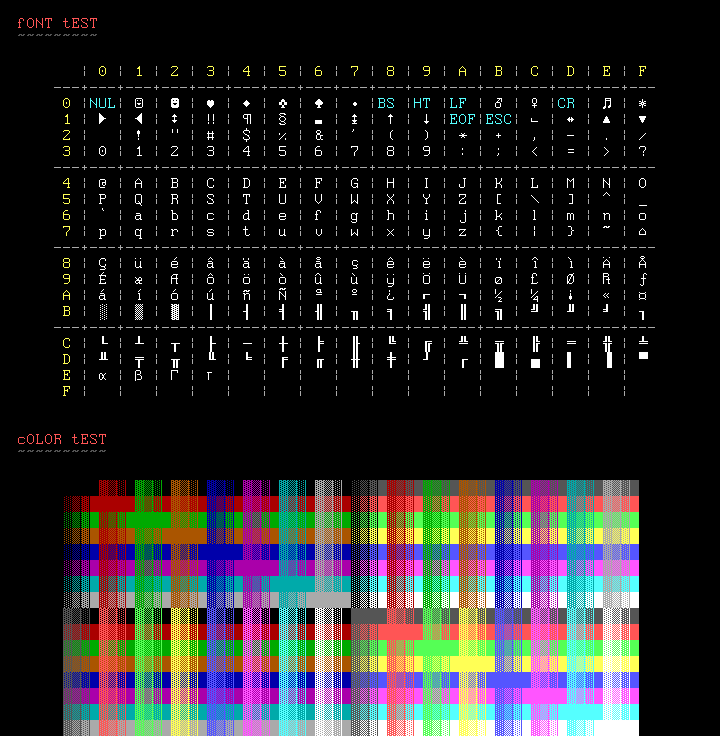 fONT tEST
~~~~~~~~~
¦ 0 ¦ 1 ¦ 2 ¦ 3 ¦ 4 ¦ 5 ¦ 6 ¦ 7 ¦ 8 ¦ 9 ¦ A ¦ B ¦ C ¦ D ¦ E ¦ F
0 ¦NUL¦ ☺ ¦ ☻ ¦ ♥ ¦ ♦ ¦ ♣ ¦ ♠ ¦ • ¦BS ¦HT ¦LF ¦ ♂ ¦ ♀ ¦CR ¦ ♫ ¦ ☼
1 ¦ ► ¦ ◄ ¦ ↕ ¦ ‼ ¦ ¶ ¦ § ¦ ▬ ¦ ↨ ¦ ↑ ¦ ↓ ¦EOF¦ESC¦ ∟ ¦ ↔ ¦ ▲ ¦ ▼
2 ¦ ¦ ! ¦ " ¦ # ¦ $ ¦ % ¦ & ¦ ' ¦ ( ¦ ) ¦ * ¦ + ¦ , ¦ - ¦ . ¦ /
3 ¦ 0 ¦ 1 ¦ 2 ¦ 3 ¦ 4 ¦ 5 ¦ 6 ¦ 7 ¦ 8 ¦ 9 ¦ : ¦ ; ¦ < ¦ = ¦ > ¦ ?
4 ¦ @ ¦ A ¦ B ¦ C ¦ D ¦ E ¦ F ¦ G ¦ H ¦ I ¦ J ¦ K ¦ L ¦ M ¦ N ¦ O
5 ¦ P ¦ Q ¦ R ¦ S ¦ T ¦ U ¦ V ¦ W ¦ X ¦ Y ¦ Z ¦ [ ¦ \ ¦ ] ¦ ^ ¦ _
6 ¦ ` ¦ a ¦ b ¦ c ¦ d ¦ e ¦ f ¦ g ¦ h ¦ i ¦ j ¦ k ¦ l ¦ m ¦ n ¦ o
7 ¦ p ¦ q ¦ r ¦ s ¦ t ¦ u ¦ v ¦ w ¦ x ¦ y ¦ z ¦ { ¦ | ¦ } ¦ ~ ¦ ⌂
8 ¦ Ç ¦ ü ¦ é ¦ â ¦ ä ¦ à ¦ å ¦ ç ¦ ê ¦ ë ¦ è ¦ ï ¦ î ¦ ì ¦ Ä ¦ Å
9 ¦ É ¦ æ ¦ Æ ¦ ô ¦ ö ¦ ò ¦ û ¦ ù ¦ ÿ ¦ Ö ¦ Ü ¦ ø ¦ £ ¦ Ø ¦ ₧ ¦ ƒ
A ¦ á ¦ í ¦ ó ¦ ú ¦ ñ ¦ Ñ ¦ ª ¦ º ¦ ¿ ¦ ⌐ ¦ ¬ ¦ ½ ¦ ¼ ¦ ¡ ¦ « ¦ ¤
B ¦ ░ ¦ ▒ ¦ ▓ ¦ │ ¦ ┤ ¦ ╡ ¦ ╢ ¦ ╖ ¦ ╕ ¦ ╣ ¦ ║ ¦ ╗ ¦ ╝ ¦ ╜ ¦ ╛ ¦ ┐
C ¦ └ ¦ ┴ ¦ ┬ ¦ ├ ¦ ─ ¦ ┼ ¦ ╞ ¦ ╟ ¦ ╚ ¦ ╔ ¦ ╩ ¦ ╦ ¦ ╠ ¦ ═ ¦ ╬ ¦ ╧
D ¦ ╨ ¦ ╤ ¦ ╥ ¦ ╙ ¦ ╘ ¦ ╒ ¦ ╓ ¦ ╫ ¦ ╪ ¦ ┘ ¦ ┌ ¦ █ ¦ ▄ ¦ ▌ ¦ ▐ ¦ ▀
E ¦ α ¦ ß ¦ Γ ¦ г ¦ ¦ ¦ ¦ ¦ ¦ ¦ ¦ ¦ ¦ ¦ ¦
F ¦ ¦ ¦ ¦ ¦ ¦ ¦ ¦ ¦ ¦ ¦ ¦ ¦ ¦ ¦ ¦
cOLOR tEST
~~~~~~~~~~